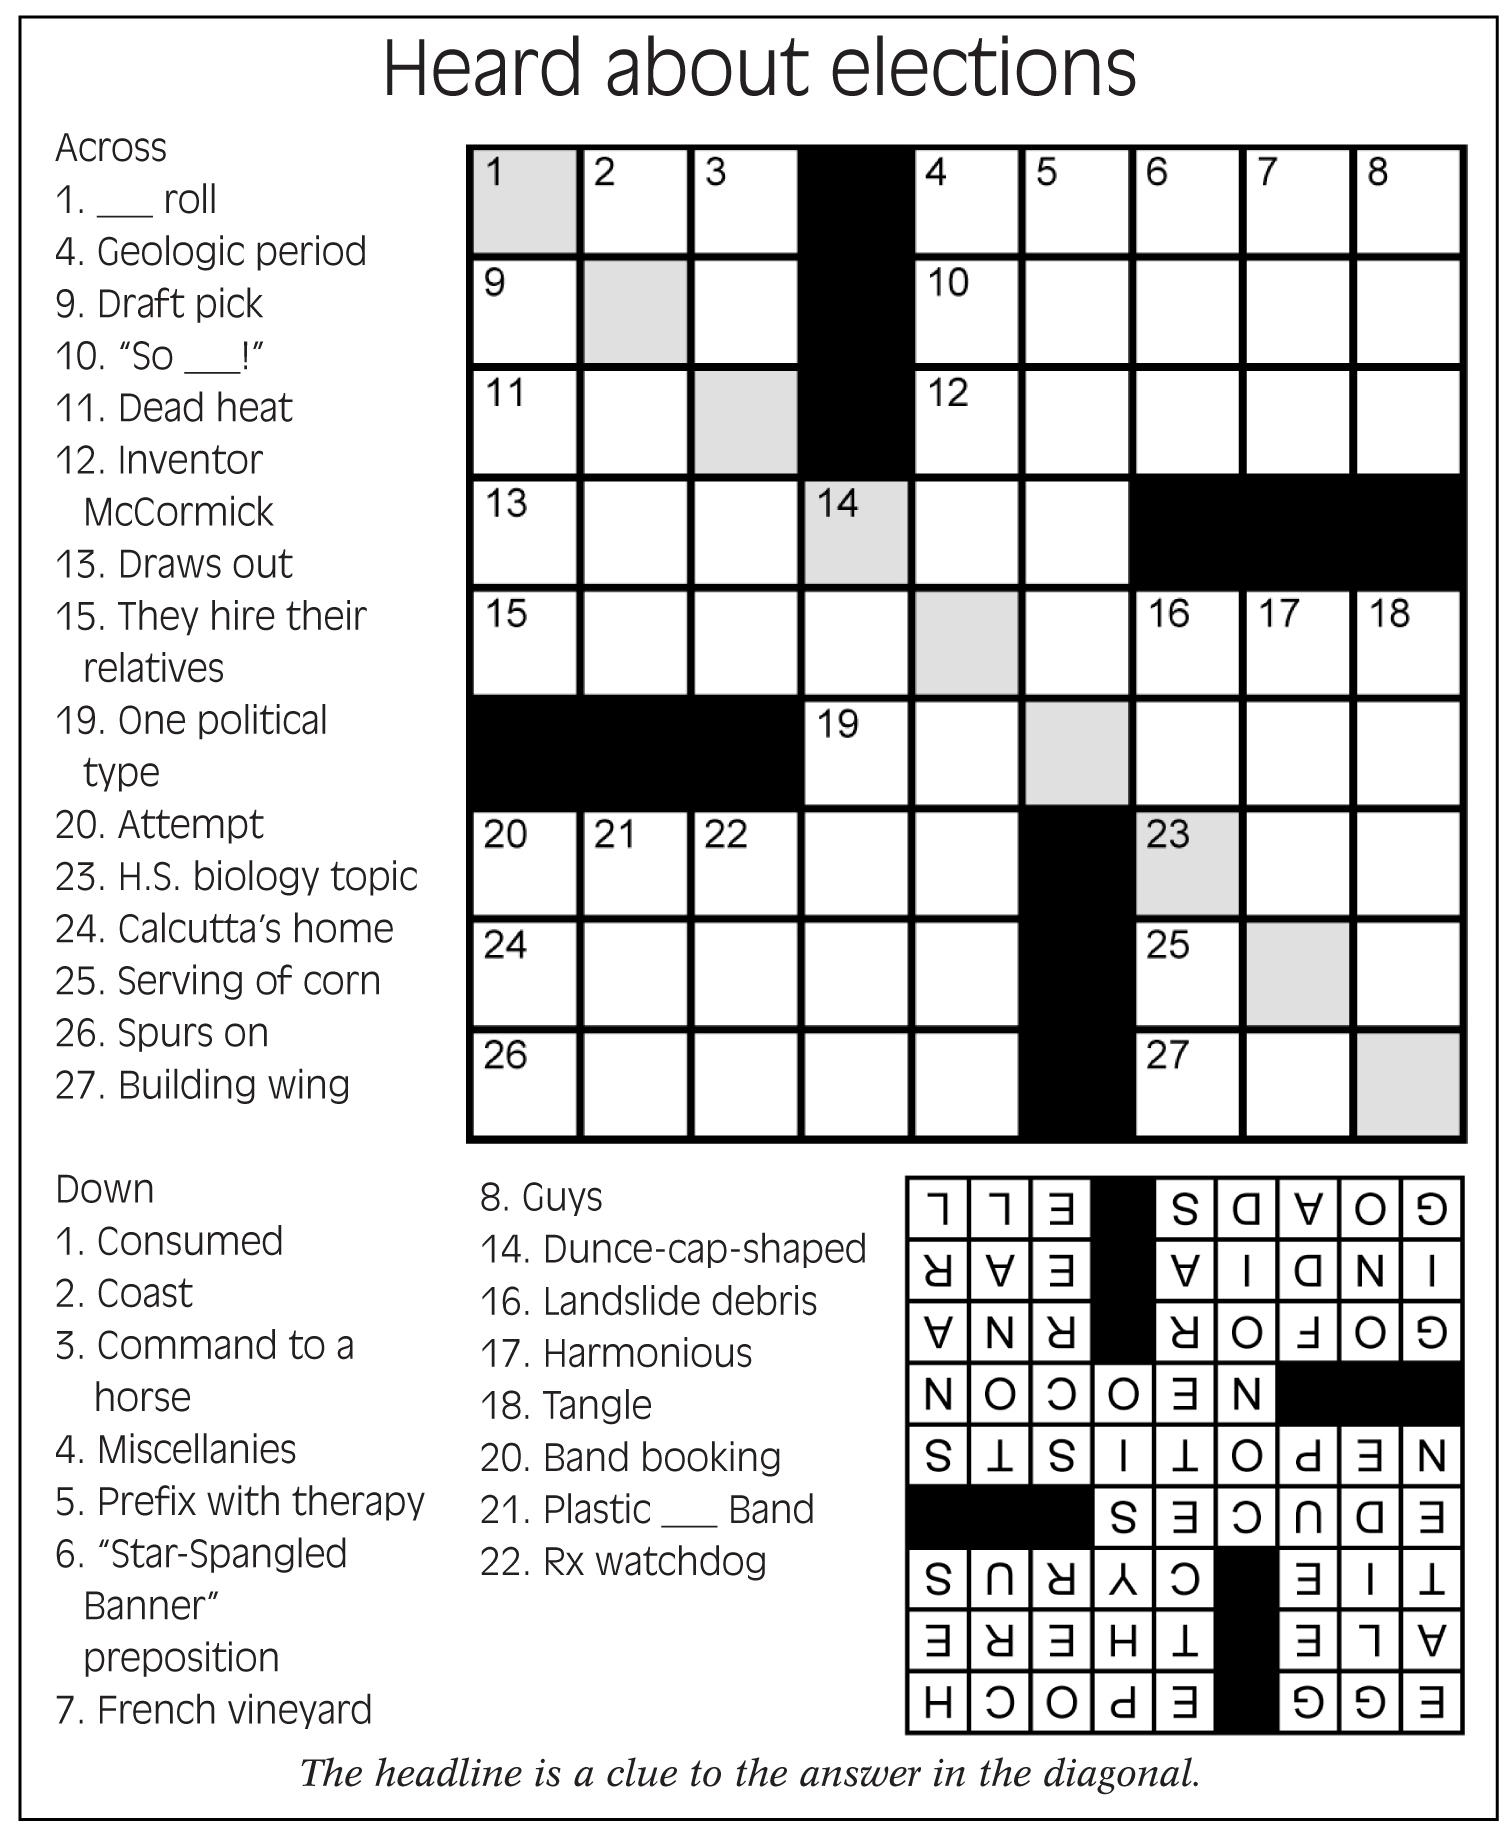 Heard about elections
Across
1. ___ roll
4. Geologic period
9. Draft pick
10. “So ___!”
11. Dead heat
12. Inventor
McCormick
13. Draws out
15. They hire their
relatives
19. One political
type
20. Attempt
23. H.S. biology topic
24. Calcutta’s home
25. Serving of corn
26. Spurs on
27. Building wing
1 2 3 4 5 6 7 8
9 10
11 12
13 14
15 16 17 18
19
20 21 22 23
24 25
26 27
Down
1. Consumed
2. Coast
3. Command to a
horse
4. Miscellanies
5. Prefix with therapy
6. “Star-Spangled
Banner”
preposition
7. French vineyard
8. Guys
14. Dunce-cap-shaped
16. Landslide debris
17. Harmonious
18. Tangle
20. Band booking
21. Plastic ___ Band
22. Rx watchdog
E G G E P O C H
A L E T H E R E
T I E C Y R U S
E D U C E S
N E P O T I S T S
N E O C O N
G O F O R R N A
I N D I A E A R
G O A D S E L L
The headline is a clue to the answer in the diagonal.